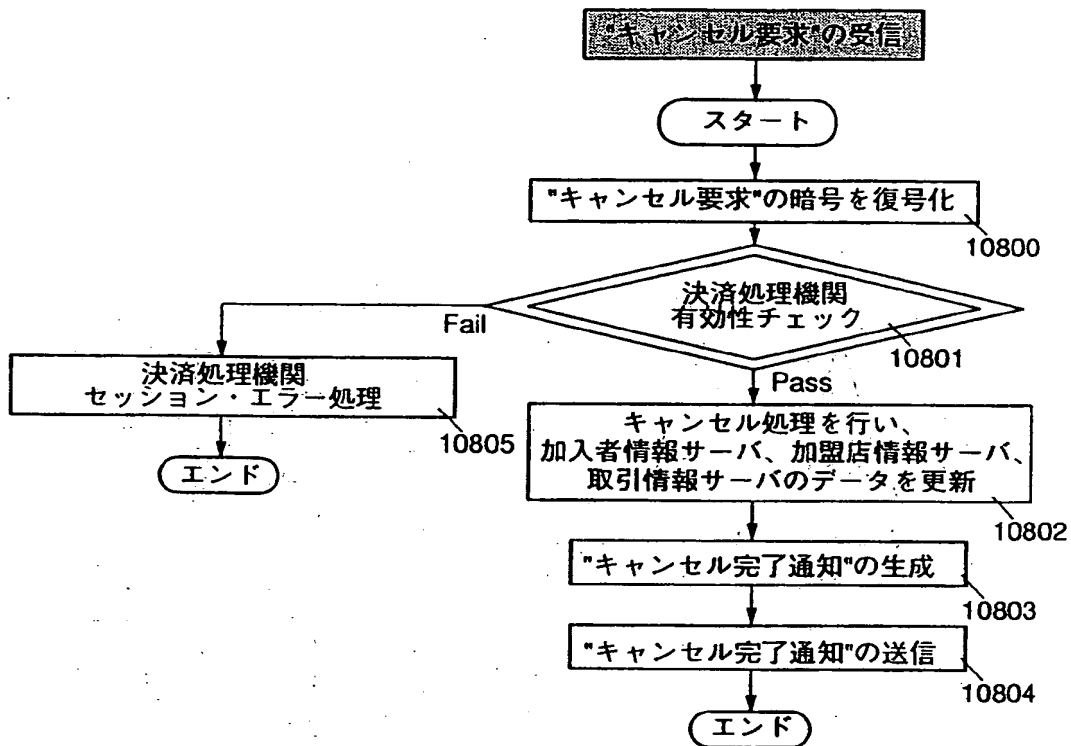 "キャンセル要求"の受信
スタート
"キャンセル要求"の暗号を復号化
10800
決済処理機関
有効性チェック
10801
Fail
Pass
決済処理機関
セッション・エラー処理
10805
エンド
キャンセル処理を行い、
加入者情報サーバ、加盟店情報サーバ、
取引情報サーバのデータを更新
10802
"キャンセル完了通知"の生成
10803
"キャンセル完了通知"の送信
10804
エンド